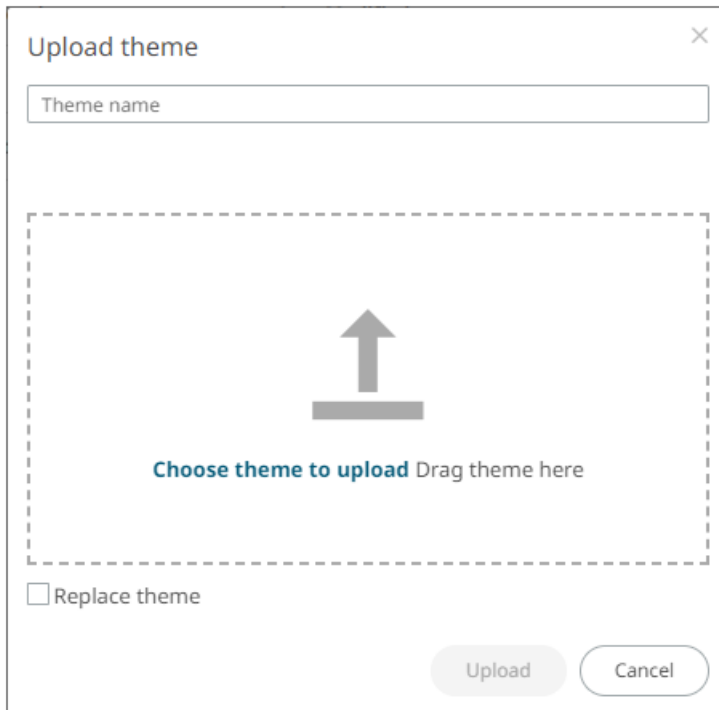 Upload theme
Theme name
Choose theme to upload Drag theme here
Replace theme
Upload
Cancel